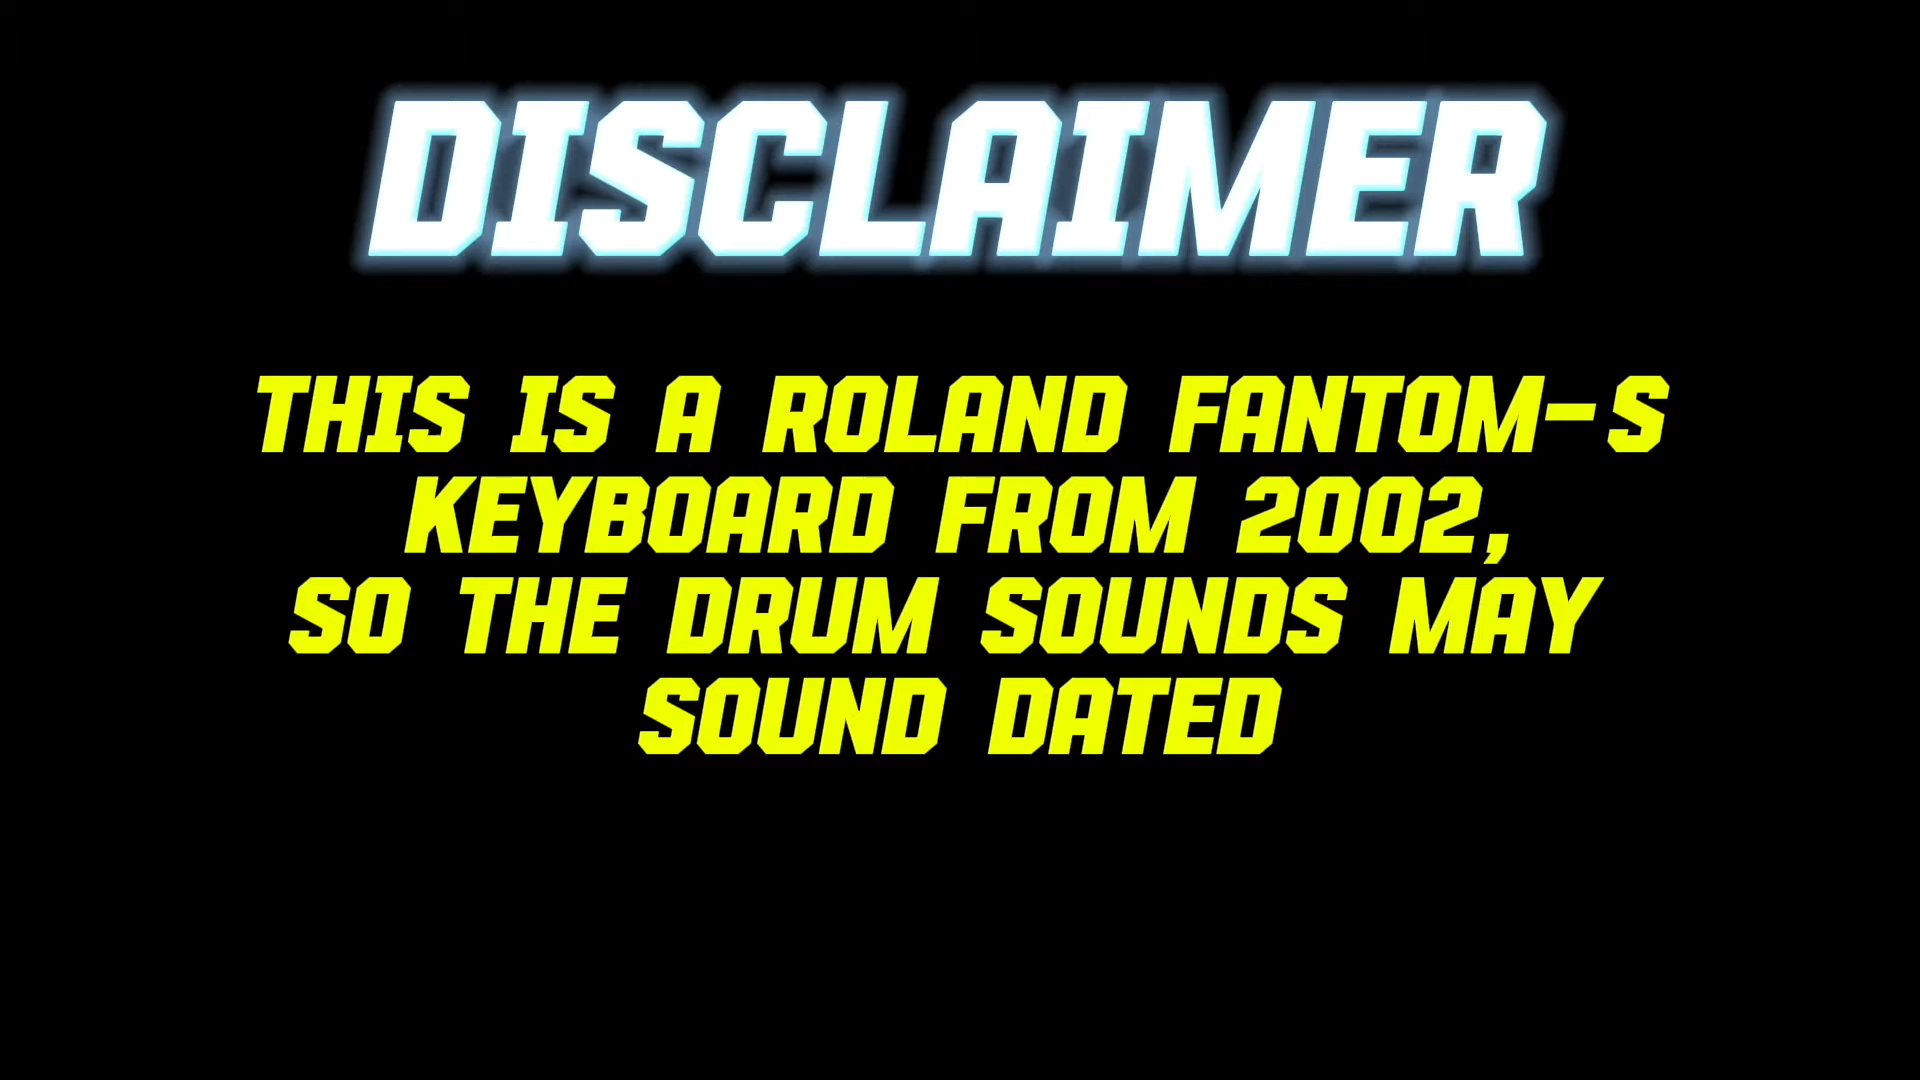 DISCLAIMER
THIS IS A ROLAND FANTOM-S
KEYBOARD FROM 2002,
SO THE DRUM SOUNDS MAY
SOUND DATED